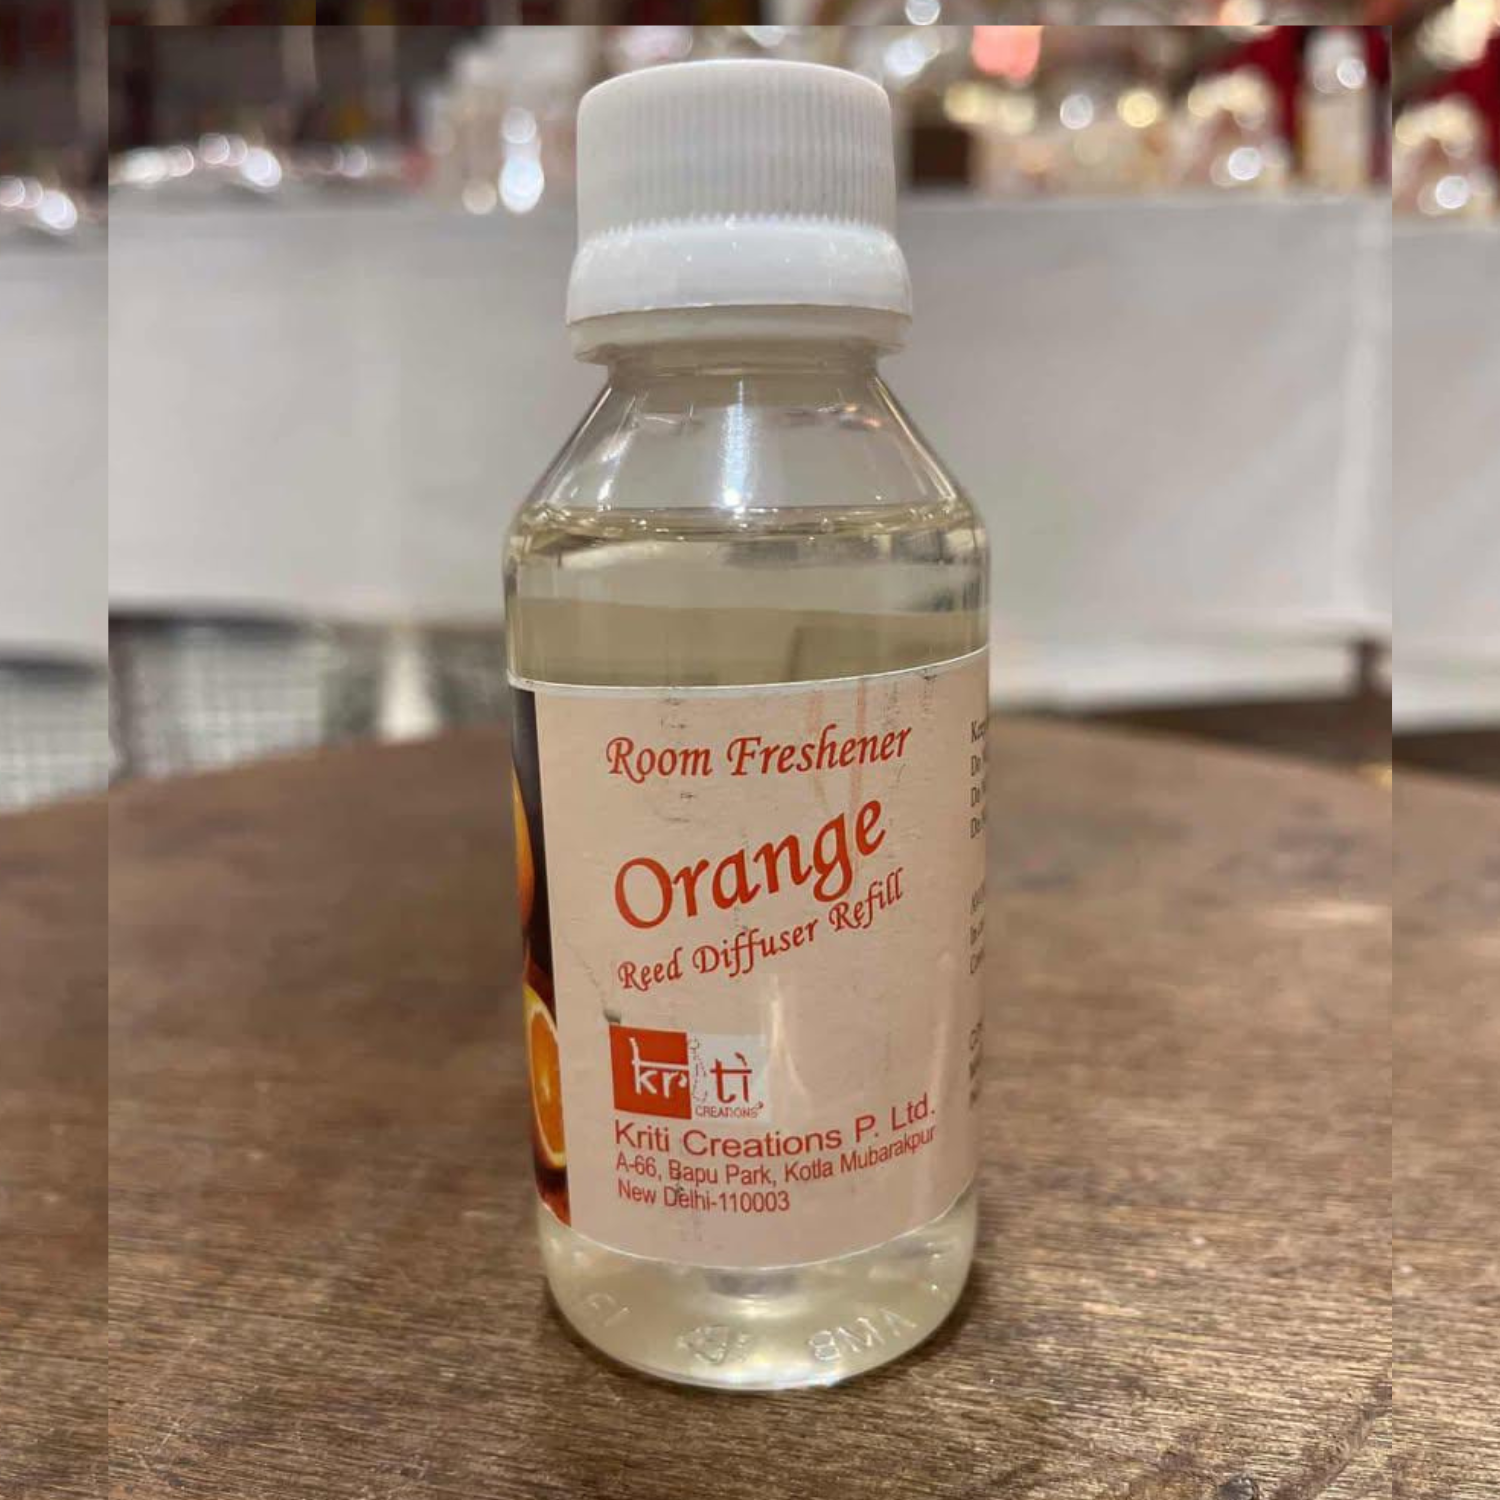 Room Freshener
Orange
Reed Diffuser Refill
kriti
CREATIONS
Kriti Creations P. Ltd.
A-66, Bapu Park, Kotla Mubarakpur
New Delhi-110003